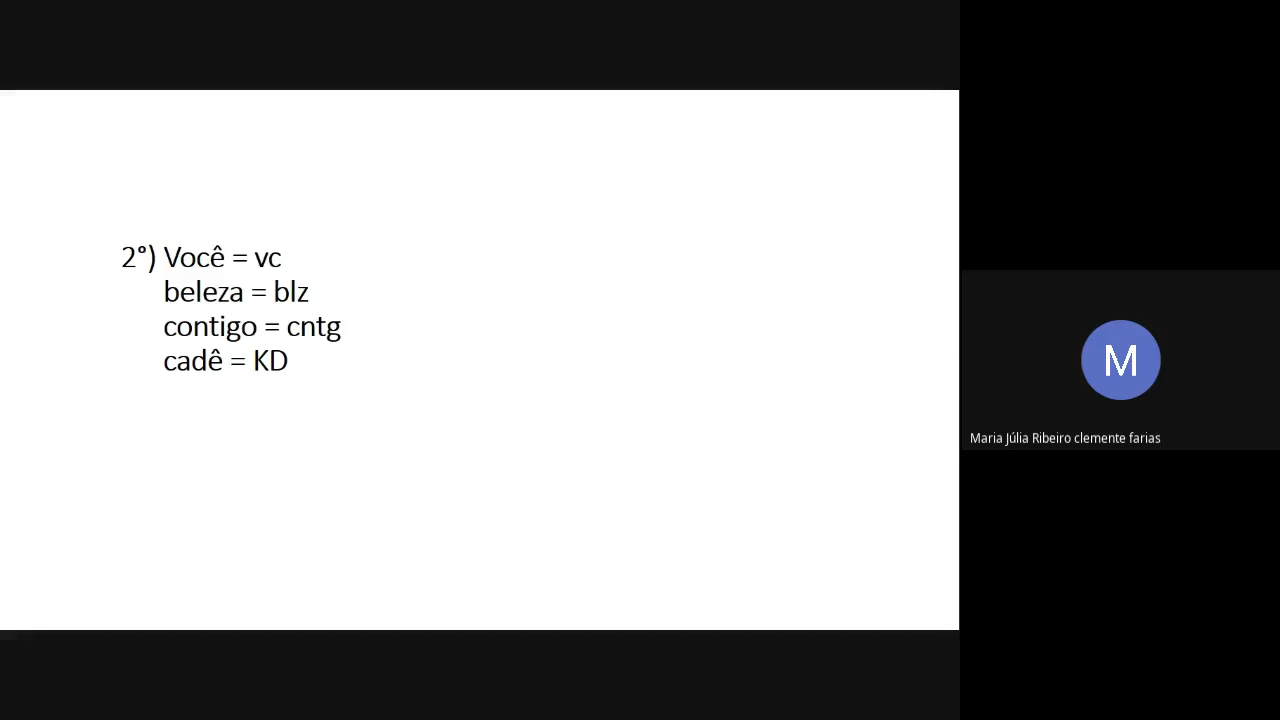 2°) Você = vc
beleza = blz
contigo = cntg
cadê = KD
M
Maria Júlia Ribeiro clemente farias